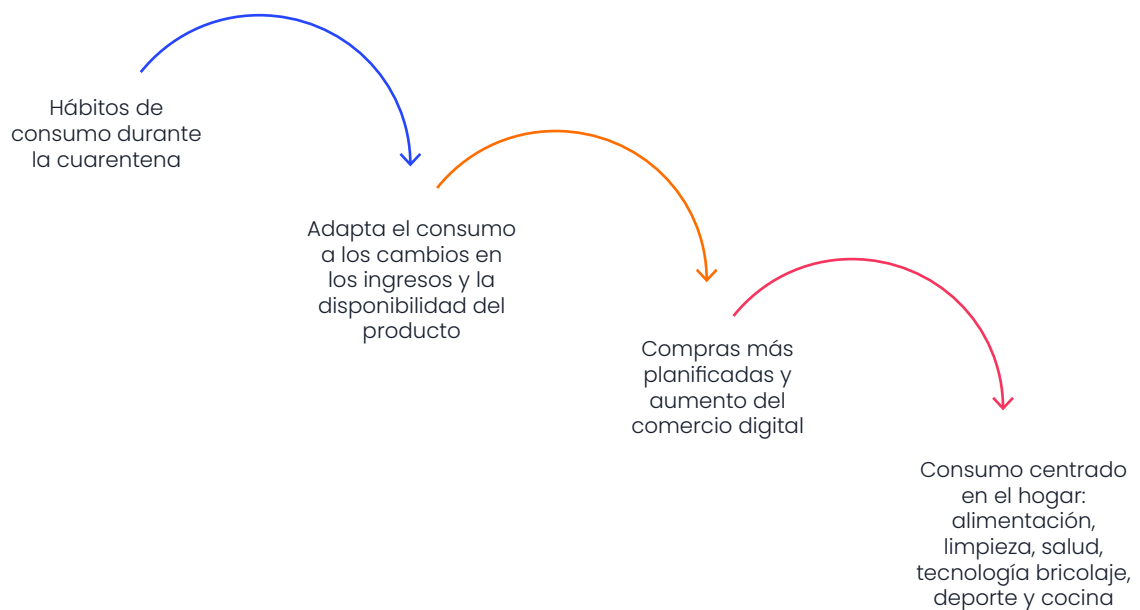 Hábitos de
consumo durante
la cuarentena
Adapta el consumo
a los cambios en
los ingresos y la
disponibilidad del
producto
Compras más
planificadas y
aumento del
comercio digital
Consumo centrado
en el hogar:
alimentación,
limpieza, salud,
tecnología bricolaje,
deporte y cocina